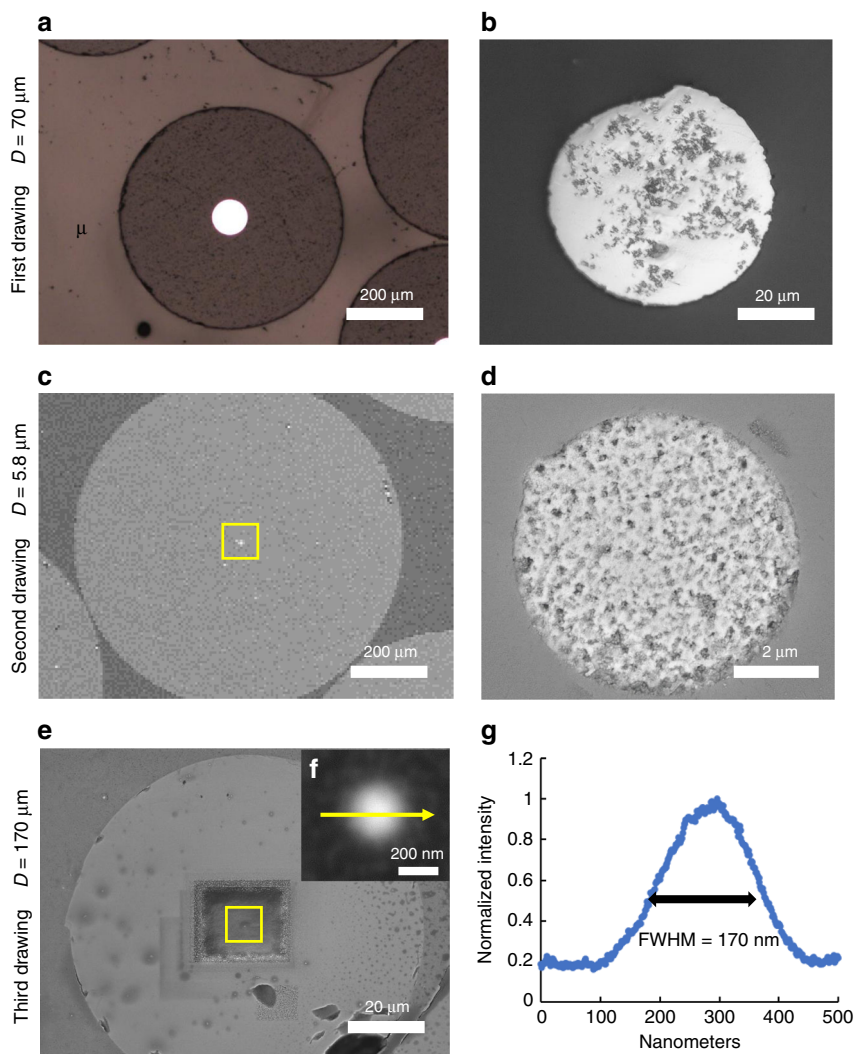 a
b
First drawing D = 70 μm
μ
200 μm
20 μm
c
d
Second drawing D = 5.8 μm
200 μm
2 μm
e
f
g
Third drawing D = 170 μm
200 nm
20 μm
Normalized intensity
1.2
1
0.8
0.6
0.4
0.2
0
FWHM = 170 nm
0 100 200 300 400 500
Nanometers